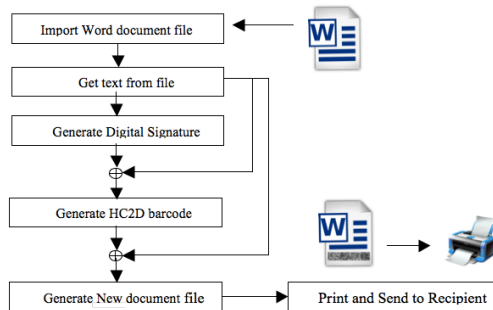 Import Word document file
W
Get text from file
Generate Digital Signature
Generate HC2D barcode
W
Generate New document file
Print and Send to Recipient